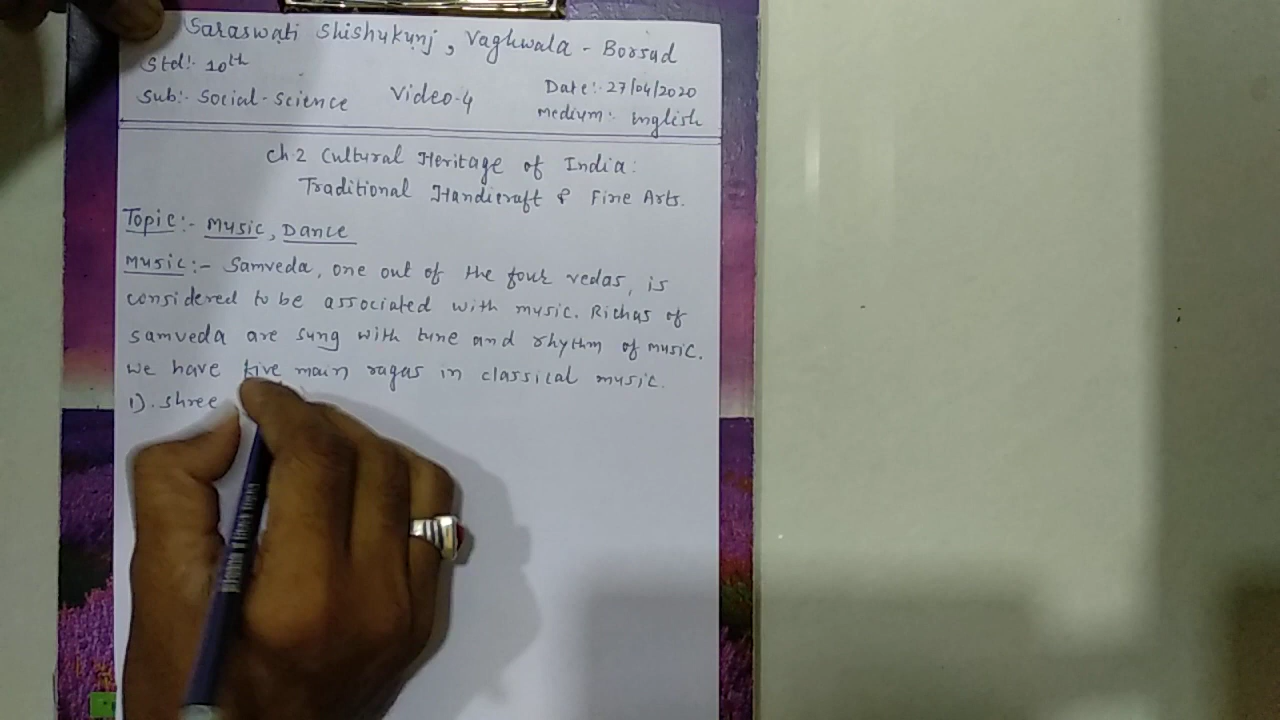 Saraswati Shishukunj, Vaghwala - Borsad
Std:- 10th
Sub:- Social-science Video-4 Date:- 27/04/2020
Medium:- English
Ch.2 Cultural Heritage of India:
Traditional Handicraft & Fine Arts.
Topic:- Music, Dance
Music:- Samveda, one out of the four vedas, is
considered to be associated with music. Richas of
samveda are sung with tune and rhythm of music.
We have five main ragas in classical music.
1). Shree